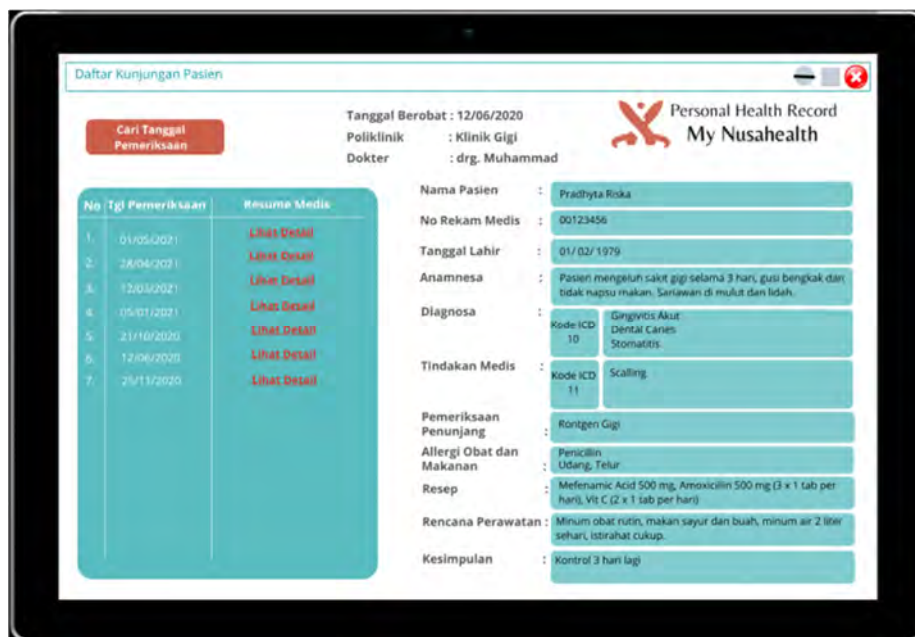 Daftar Kunjungan Pasien
Cari Tanggal
Pemeriksaan
Tanggal Berobat : 12/06/2020
Poliklinik : Klinik Gigi
Dokter : drg. Muhammad
Personal Health Record
My Nusahealth
No Tgl Pemeriksaan Resume Medis
1. 01/05/2021 Lihat Detail
2. 28/04/2021 Lihat Detail
3. 12/03/2021 Lihat Detail
4. 05/01/2021 Lihat Detail
5. 21/10/2020 Lihat Detail
6. 12/06/2020 Lihat Detail
7. 25/11/2020 Lihat Detail
Nama Pasien : Pradhyta Riska
No Rekam Medis : 00123456
Tanggal Lahir : 01/ 02/ 1979
Anamnesa : Pasien mengeluh sakit gigi selama 3 hari, gusi bengkak dan
tidak napsu makan. Sariawan di mulut dan lidah.
Diagnosa :
Kode ICD
10
Gingivitis Akut
Dental Caries
Stomatitis
Tindakan Medis :
Kode ICD
11
Scalling
Pemeriksaan
Penunjang : Rontgen Gigi
Allergi Obat dan
Makanan :
Penicillin
Udang, Telur
Resep : Mefenamic Acid 500 mg, Amoxicillin 500 mg (3 x 1 tab per
hari), Vit C (2 x 1 tab per hari)
Rencana Perawatan : Minum obat rutin, makan sayur dan buah, minum air 2 liter
sehari, istirahat cukup.
Kesimpulan : Kontrol 3 hari lagi